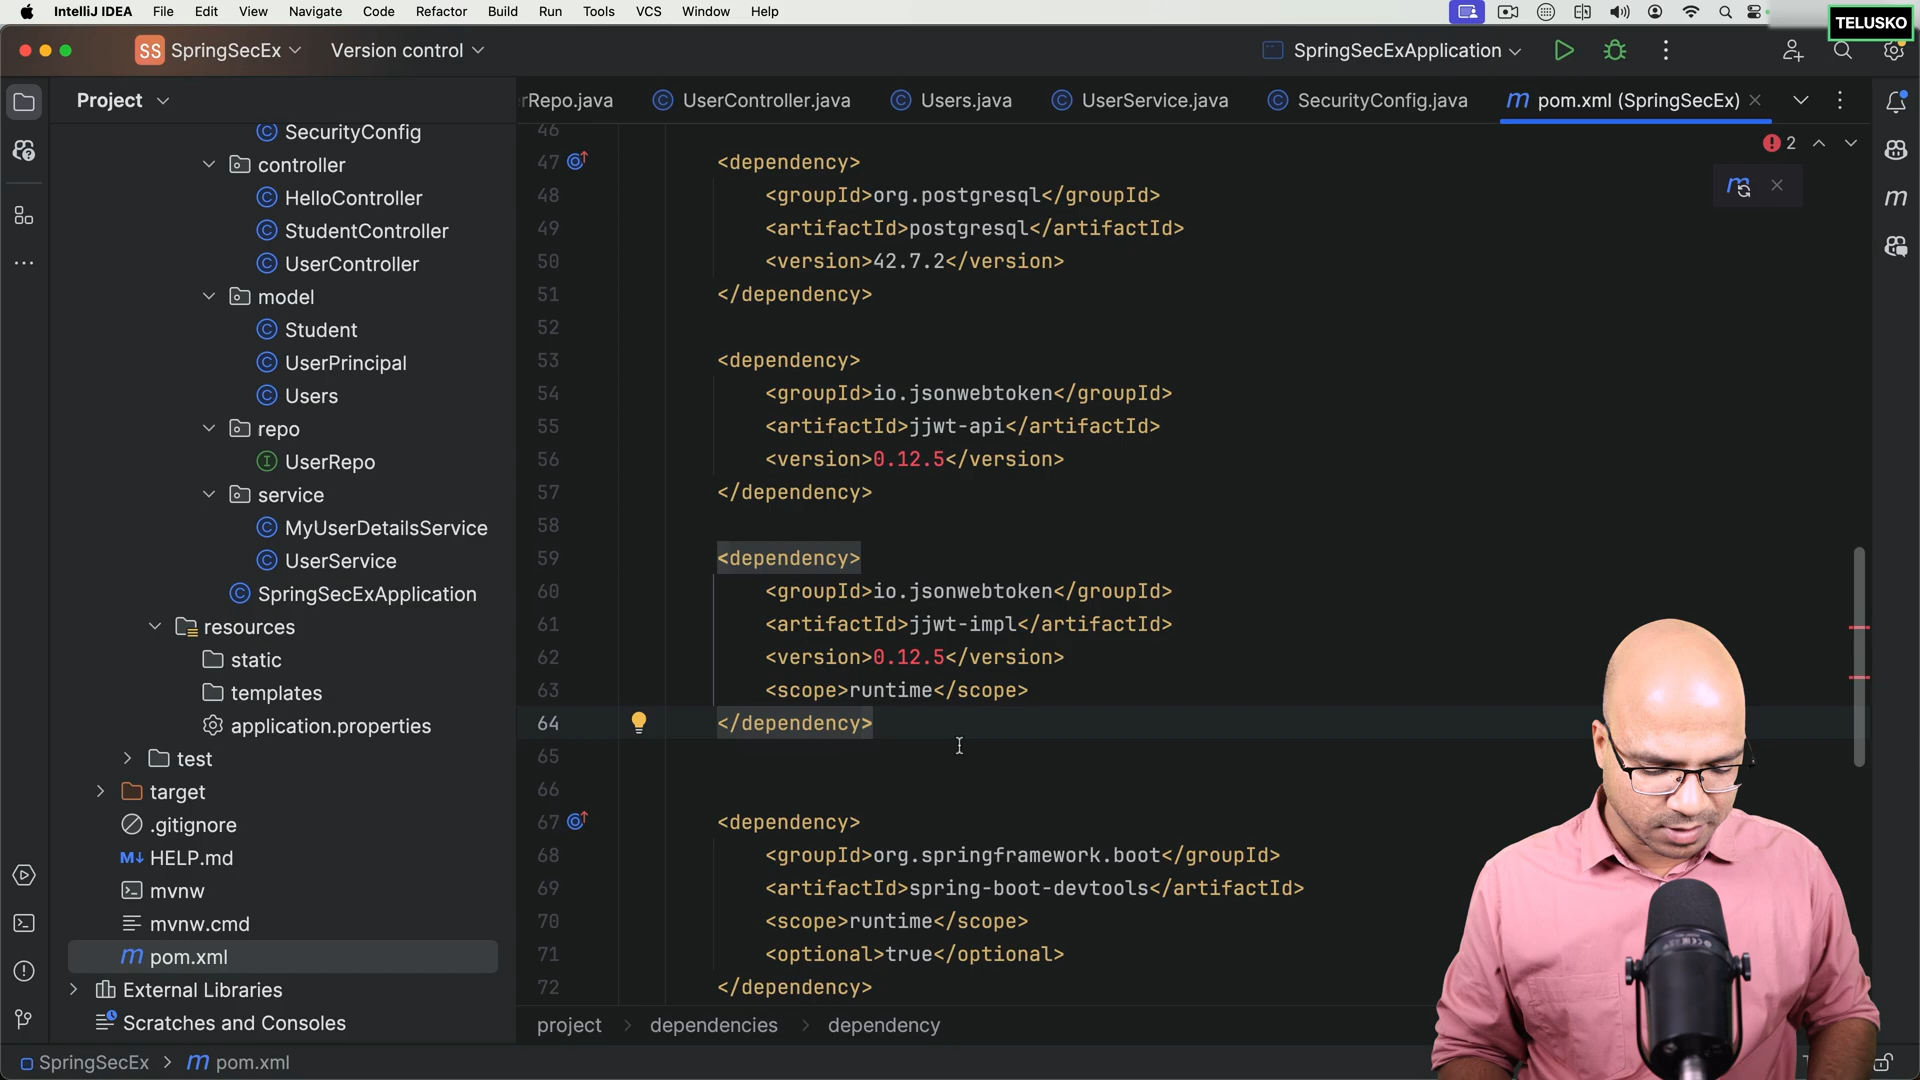 IntelliJ IDEA File Edit View Navigate Code Refactor Build Run Tools VCS Window Help
TELUSKO
SS SpringSecEx Version control SpringSecExApplication
Project
rRepo.java UserController.java Users.java UserService.java SecurityConfig.java pom.xml (SpringSecEx)
SecurityConfig
controller
HelloController
StudentController
UserController
model
Student
UserPrincipal
Users
repo
UserRepo
service
MyUserDetailsService
UserService
SpringSecExApplication
resources
static
templates
application.properties
test
target
.gitignore
M↓ HELP.md
mvnw
mvnw.cmd
m pom.xml
External Libraries
Scratches and Consoles
2
46
47 <dependency>
48 <groupId>org.postgresql</groupId>
49 <artifactId>postgresql</artifactId>
50 <version>42.7.2</version>
51 </dependency>
52
53 <dependency>
54 <groupId>io.jsonwebtoken</groupId>
55 <artifactId>jjwt-api</artifactId>
56 <version>0.12.5</version>
57 </dependency>
58
59 <dependency>
60 <groupId>io.jsonwebtoken</groupId>
61 <artifactId>jjwt-impl</artifactId>
62 <version>0.12.5</version>
63 <scope>runtime</scope>
64 </dependency>
65
66
67 <dependency>
68 <groupId>org.springframework.boot</groupId>
69 <artifactId>spring-boot-devtools</artifactId>
70 <scope>runtime</scope>
71 <optional>true</optional>
72 </dependency>
project > dependencies > dependency
SpringSecEx > m pom.xml